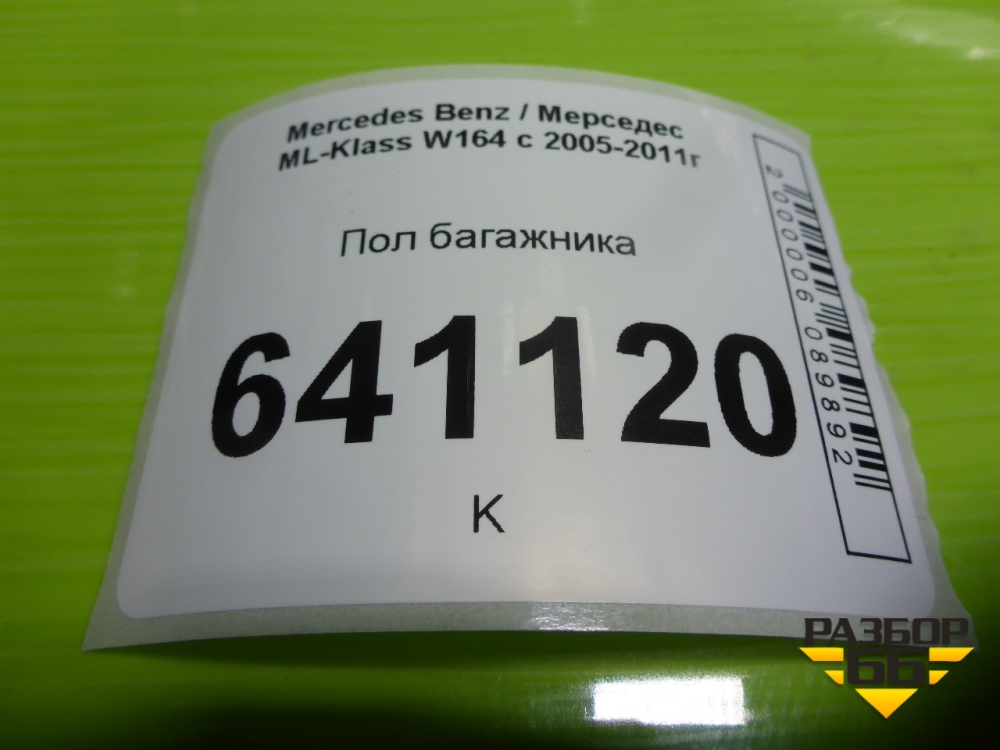 Mercedes Benz / Мерседес
ML-Klass W164 с 2005-2011г
Пол багажника
641120
К
2000006089892
РАЗБОР
66